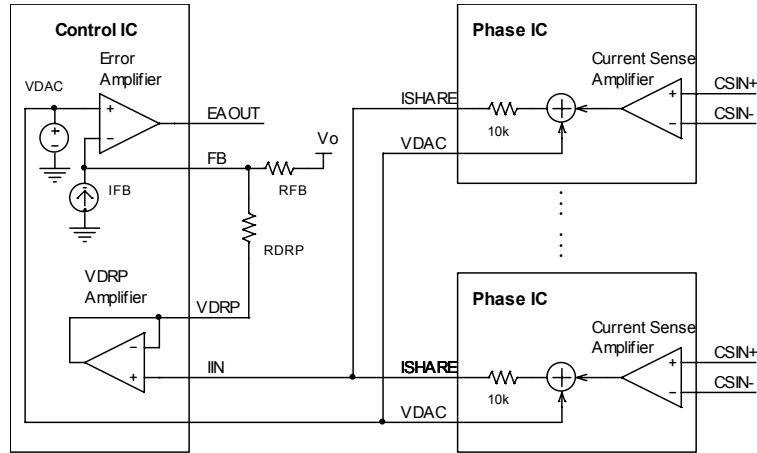 Control IC
Error
Amplifier
VDAC
+
−
+
−
EAOUT
Vo
FB
IFB
RFB
RDRP
VDRP
Amplifier
VDRP
−
+
IIN
Phase IC
Current Sense
Amplifier
CSIN+
CSIN-
+
−
ISHARE
10k
VDAC
Phase IC
Current Sense
Amplifier
CSIN+
CSIN-
+
−
ISHARE
10k
VDAC